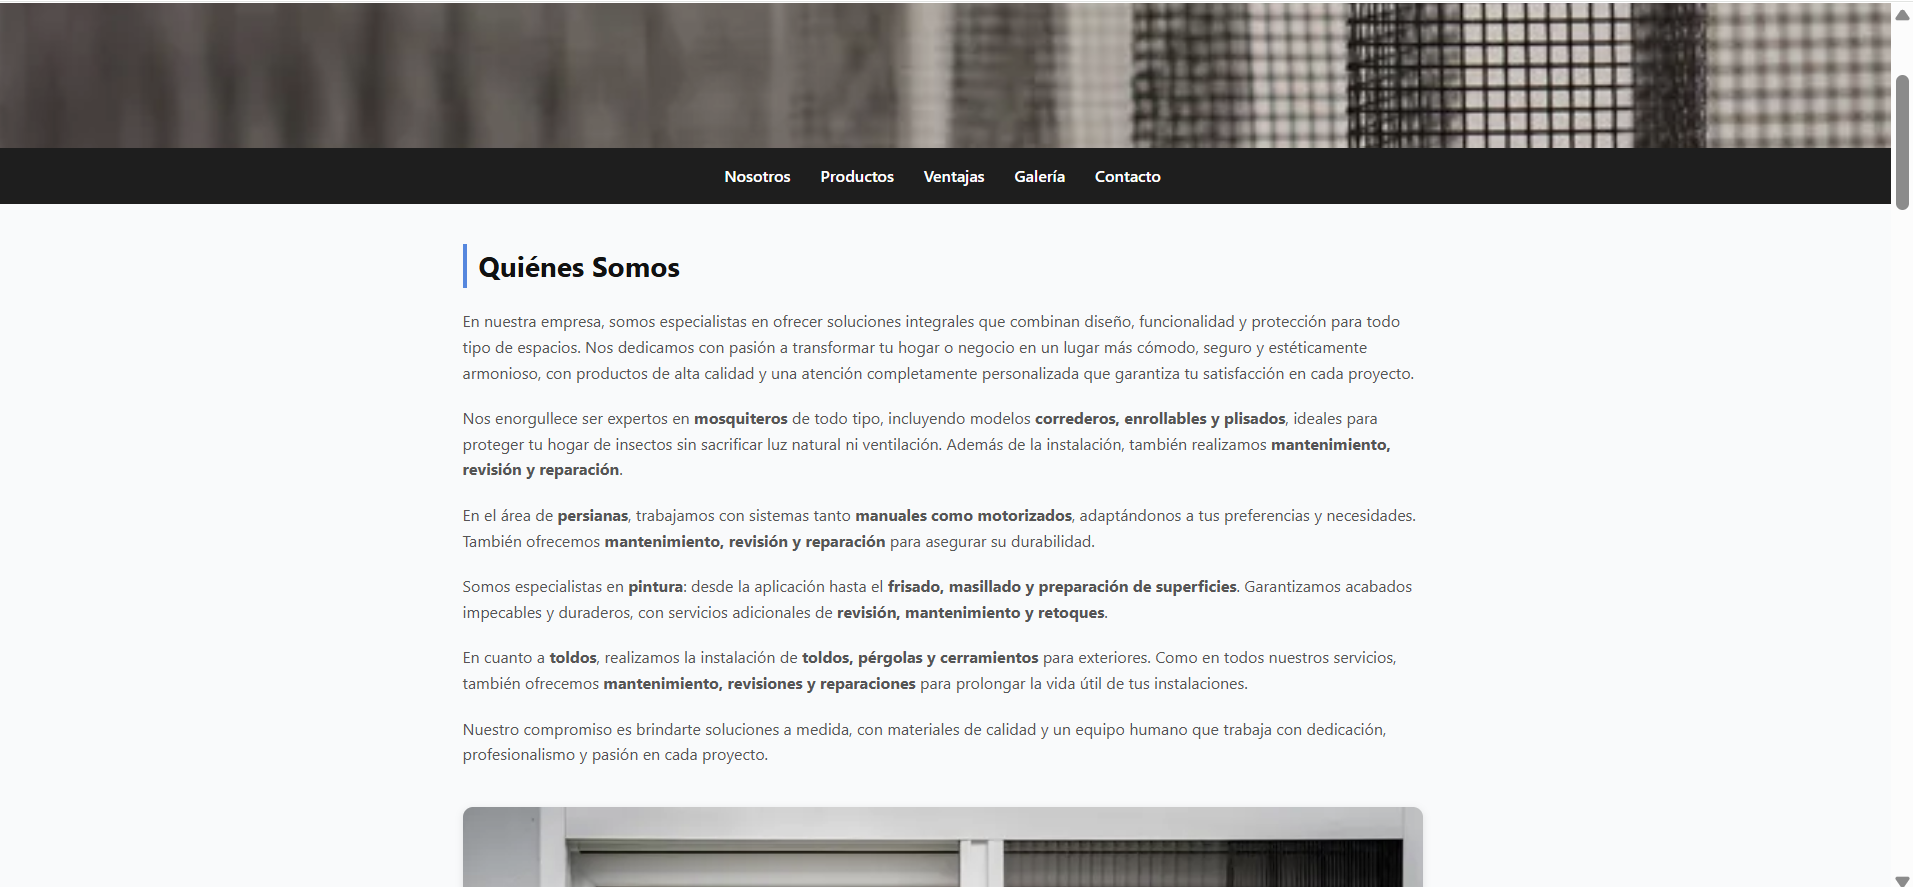 Nosotros Productos Ventajas Galería Contacto
Quiénes Somos
En nuestra empresa, somos especialistas en ofrecer soluciones integrales que combinan diseño, funcionalidad y protección para todo
tipo de espacios. Nos dedicamos con pasión a transformar tu hogar o negocio en un lugar más cómodo, seguro y estéticamente
armonioso, con productos de alta calidad y una atención completamente personalizada que garantiza tu satisfacción en cada proyecto.
Nos enorgullece ser expertos en mosquiteros de todo tipo, incluyendo modelos correderos, enrollables y plisados, ideales para
proteger tu hogar de insectos sin sacrificar luz natural ni ventilación. Además de la instalación, también realizamos mantenimiento,
revisión y reparación.
En el área de persianas, trabajamos con sistemas tanto manuales como motorizados, adaptándonos a tus preferencias y necesidades.
También ofrecemos mantenimiento, revisión y reparación para asegurar su durabilidad.
Somos especialistas en pintura: desde la aplicación hasta el frisado, masillado y preparación de superficies. Garantizamos acabados
impecables y duraderos, con servicios adicionales de revisión, mantenimiento y retoques.
En cuanto a toldos, realizamos la instalación de toldos, pérgolas y cerramientos para exteriores. Como en todos nuestros servicios,
también ofrecemos mantenimiento, revisiones y reparaciones para prolongar la vida útil de tus instalaciones.
Nuestro compromiso es brindarte soluciones a medida, con materiales de calidad y un equipo humano que trabaja con dedicación,
profesionalismo y pasión en cada proyecto.